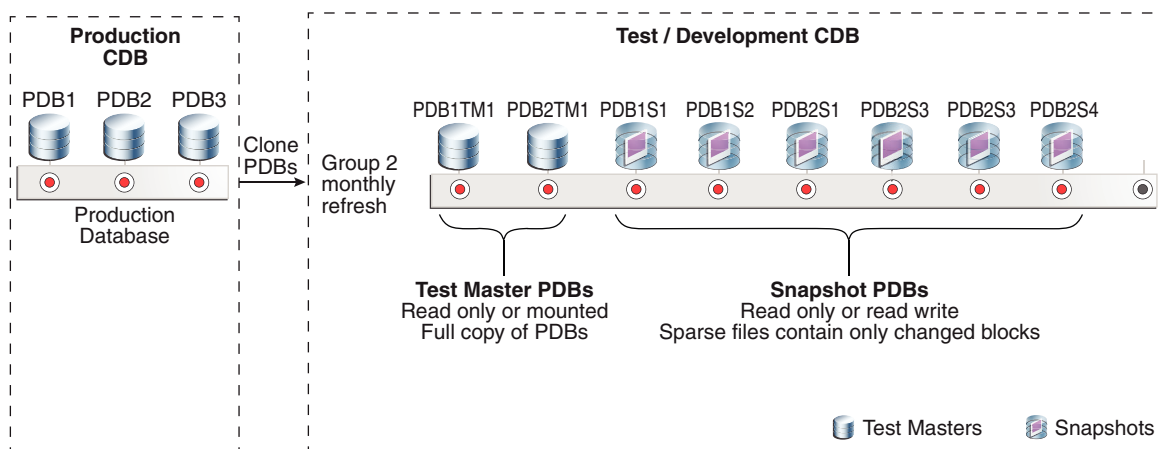 Production
CDB
PDB1 PDB2 PDB3
Production
Database
Clone
PDBs
Test / Development CDB
Group 2
monthly
refresh
PDB1TM1 PDB2TM1 PDB1S1 PDB1S2 PDB2S1 PDB2S3 PDB2S3 PDB2S4
Test Master PDBs
Read only or mounted
Full copy of PDBs
Snapshot PDBs
Read only or read write
Sparse files contain only changed blocks
Test Masters
Snapshots